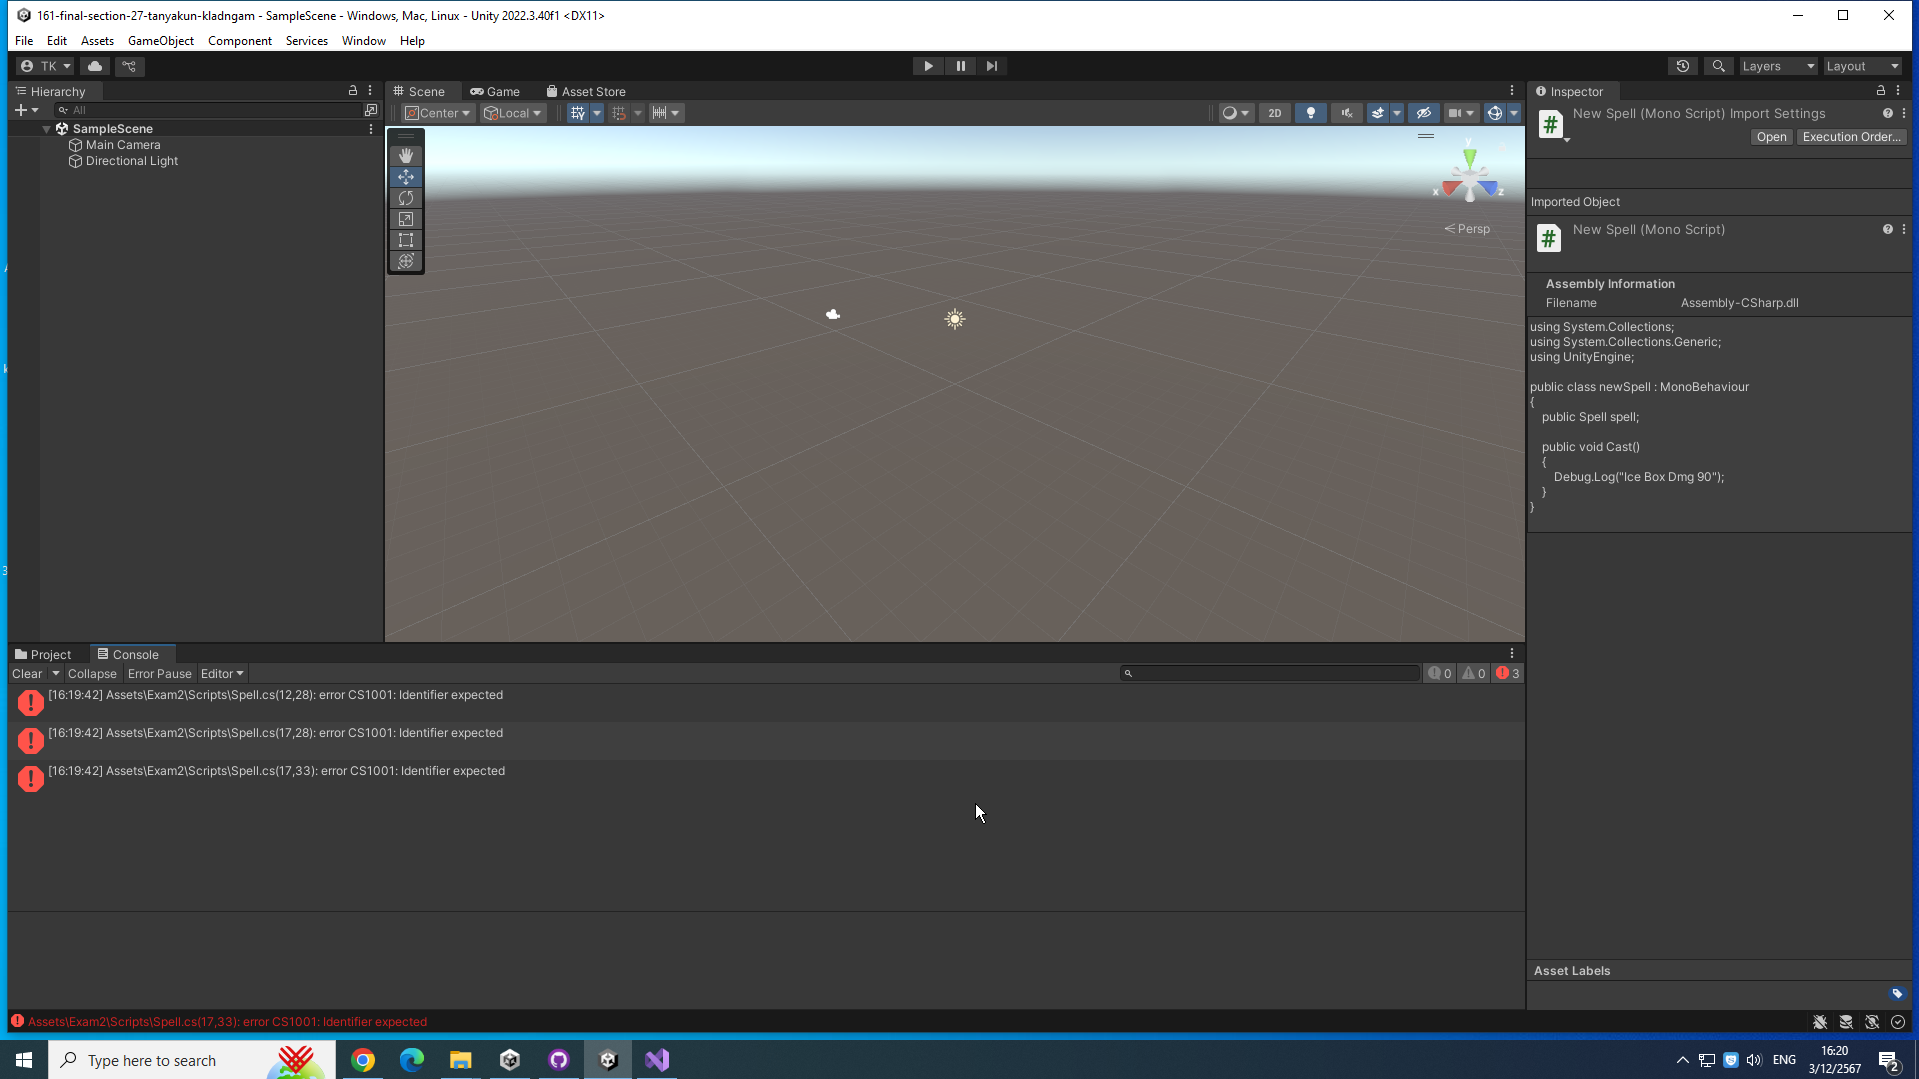 161-final-section-27-tanyakun-kladngam - SampleScene - Windows, Mac, Linux - Unity 2022.3.40f1 <DX11>
File Edit Assets GameObject Component Services Window Help
TK
Layers Layout
Hierarchy
All
SampleScene
Main Camera
Directional Light
Scene Game Asset Store
Center Local
2D
y
x z
Persp
Inspector
New Spell (Mono Script) Import Settings
Open Execution Order...
Imported Object
New Spell (Mono Script)
Assembly Information
Filename Assembly-CSharp.dll
using System.Collections;
using System.Collections.Generic;
using UnityEngine;
public class newSpell : MonoBehaviour
{
public Spell spell;
public void Cast()
{
Debug.Log("Ice Box Dmg 90");
}
}
Asset Labels
Project Console
Clear Collapse Error Pause Editor
0 0 3
[16:19:42] Assets\Exam2\Scripts\Spell.cs(12,28): error CS1001: Identifier expected
[16:19:42] Assets\Exam2\Scripts\Spell.cs(17,28): error CS1001: Identifier expected
[16:19:42] Assets\Exam2\Scripts\Spell.cs(17,33): error CS1001: Identifier expected
Assets\Exam2\Scripts\Spell.cs(17,33): error CS1001: Identifier expected
Type here to search
ENG
16:20
3/12/2567
2